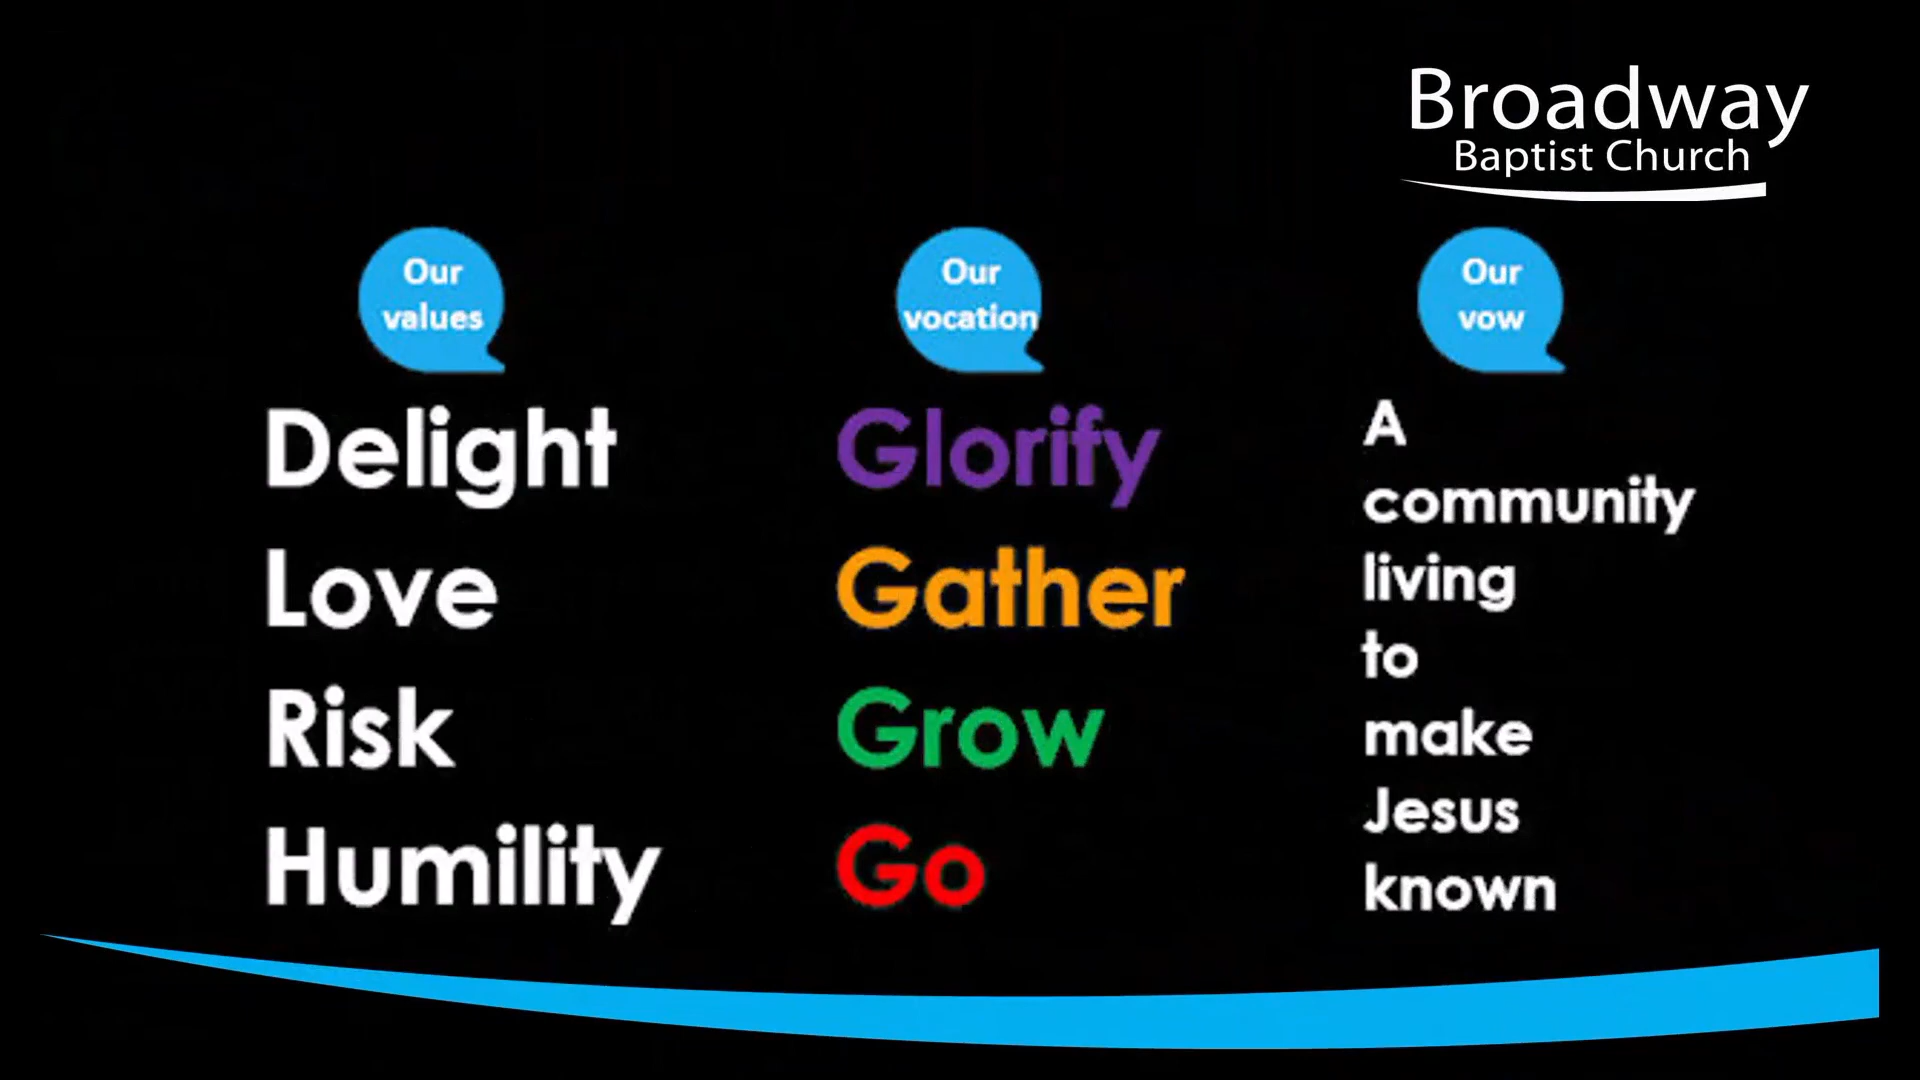 Broadway
Baptist Church
Our
values
Delight
Love
Risk
Humility
Our
vocation
Glorify
Gather
Grow
Go
Our
vow
A
community
living
to
make
Jesus
known